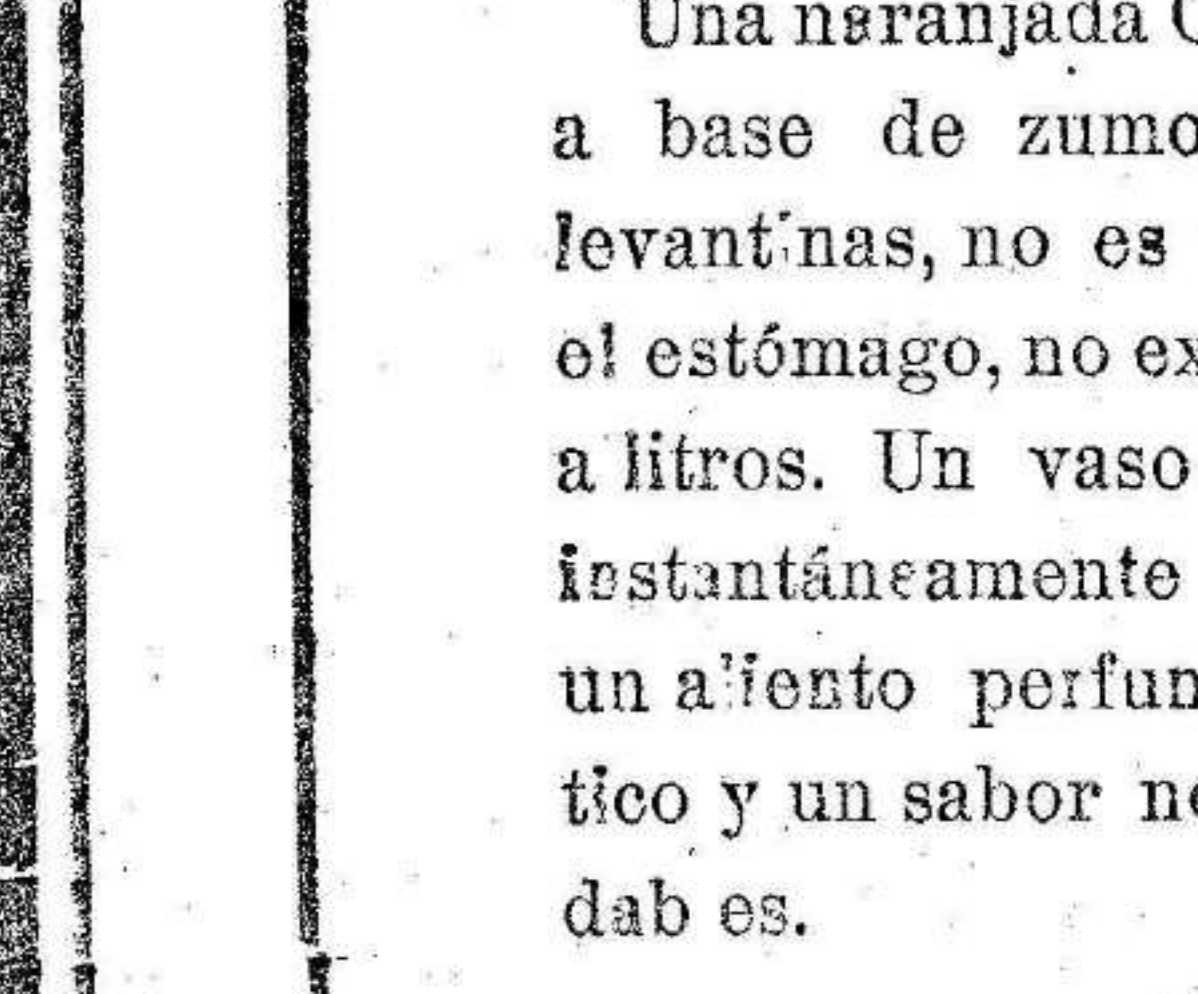 Una naranjada
a base de zumo
levantinas, no es
el estómago, no ex
a litros. Un vaso
instantáneamente
un aliento perfum
tico y un sabor
dab es.